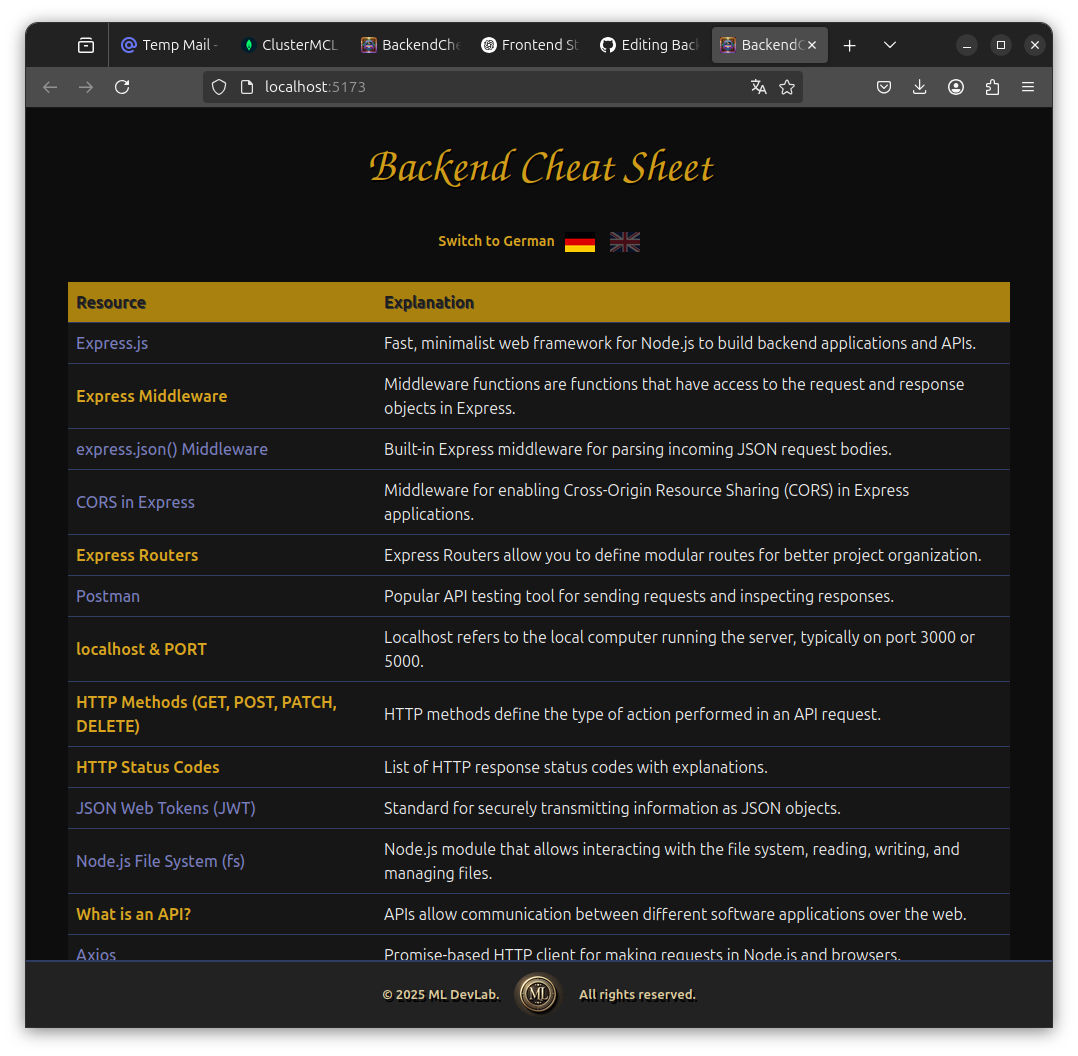 Temp Mail -
ClusterMCL
BackendChe
Frontend St
Editing Back
BackendC
localhost:5173
Backend Cheat Sheet
Switch to German
Resource Explanation
Express.js Fast, minimalist web framework for Node.js to build backend applications and APIs.
Express Middleware Middleware functions are functions that have access to the request and response
objects in Express.
express.json() Middleware Built-in Express middleware for parsing incoming JSON request bodies.
CORS in Express Middleware for enabling Cross-Origin Resource Sharing (CORS) in Express
applications.
Express Routers Express Routers allow you to define modular routes for better project organization.
Postman Popular API testing tool for sending requests and inspecting responses.
localhost & PORT Localhost refers to the local computer running the server, typically on port 3000 or
5000.
HTTP Methods (GET, POST, PATCH,
DELETE) HTTP methods define the type of action performed in an API request.
HTTP Status Codes List of HTTP response status codes with explanations.
JSON Web Tokens (JWT) Standard for securely transmitting information as JSON objects.
Node.js File System (fs) Node.js module that allows interacting with the file system, reading, writing, and
managing files.
What is an API? APIs allow communication between different software applications over the web.
Axios Promise-based HTTP client for making requests in Node.js and browsers.
© 2025 ML DevLab. ML All rights reserved.